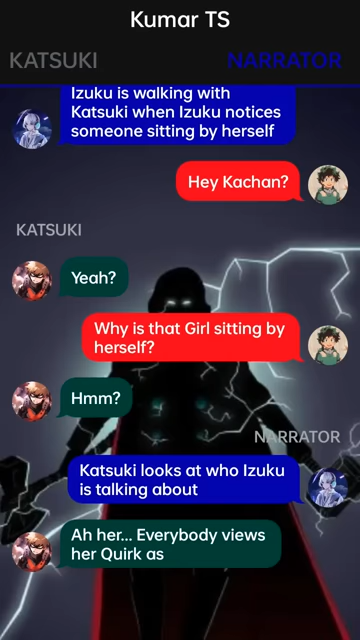 Kumar TS
KATSUKI
NARRATOR
Izuku is walking with
Katsuki when Izuku notices
someone sitting by herself
Hey Kachan?
KATSUKI
Yeah?
Why is that Girl sitting by
herself?
Hmm?
NARRATOR
Katsuki looks at who Izuku
is talking about
Ah her... Everybody views
her Quirk as